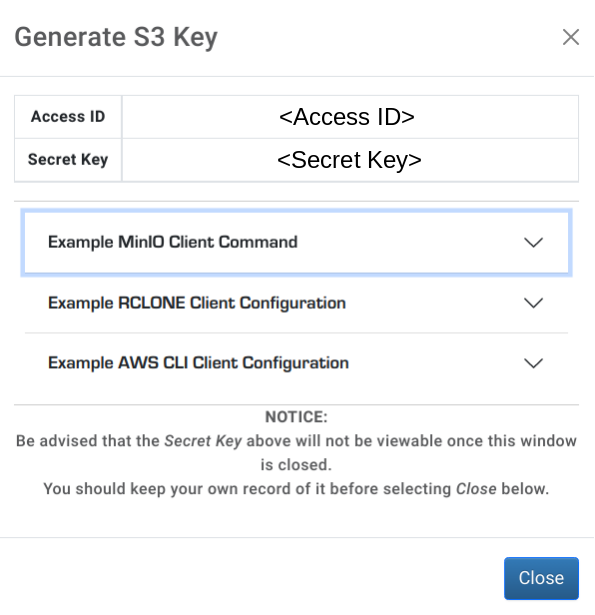 Generate S3 Key
Access ID <Access ID>
Secret Key <Secret Key>
Example MinIO Client Command
Example RCLONE Client Configuration
Example AWS CLI Client Configuration
NOTICE:
Be advised that the Secret Key above will not be viewable once this window
is closed.
You should keep your own record of it before selecting Close below.
Close